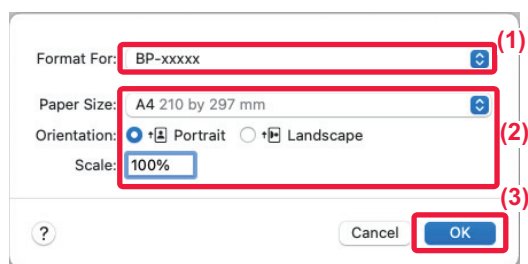 (1)
Format For: BP-xxxxx
Paper Size: A4 210 by 297 mm
Orientation: Portrait Landscape
(2)
Scale: 100%
(3)
? Cancel OK